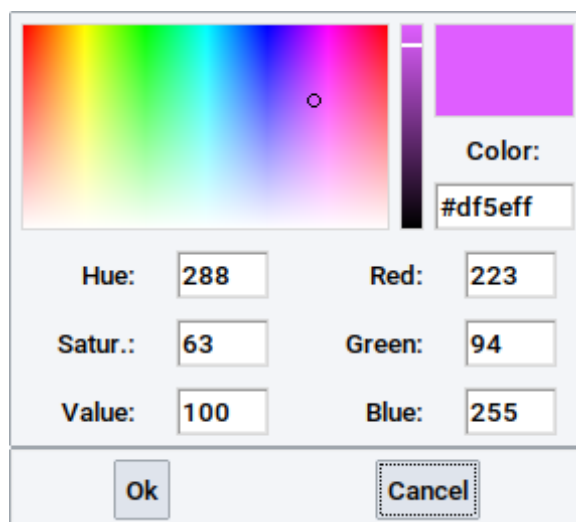 Color:
#df5eff
Hue: 288 Red: 223
Satur.: 63 Green: 94
Value: 100 Blue: 255
Ok Cancel